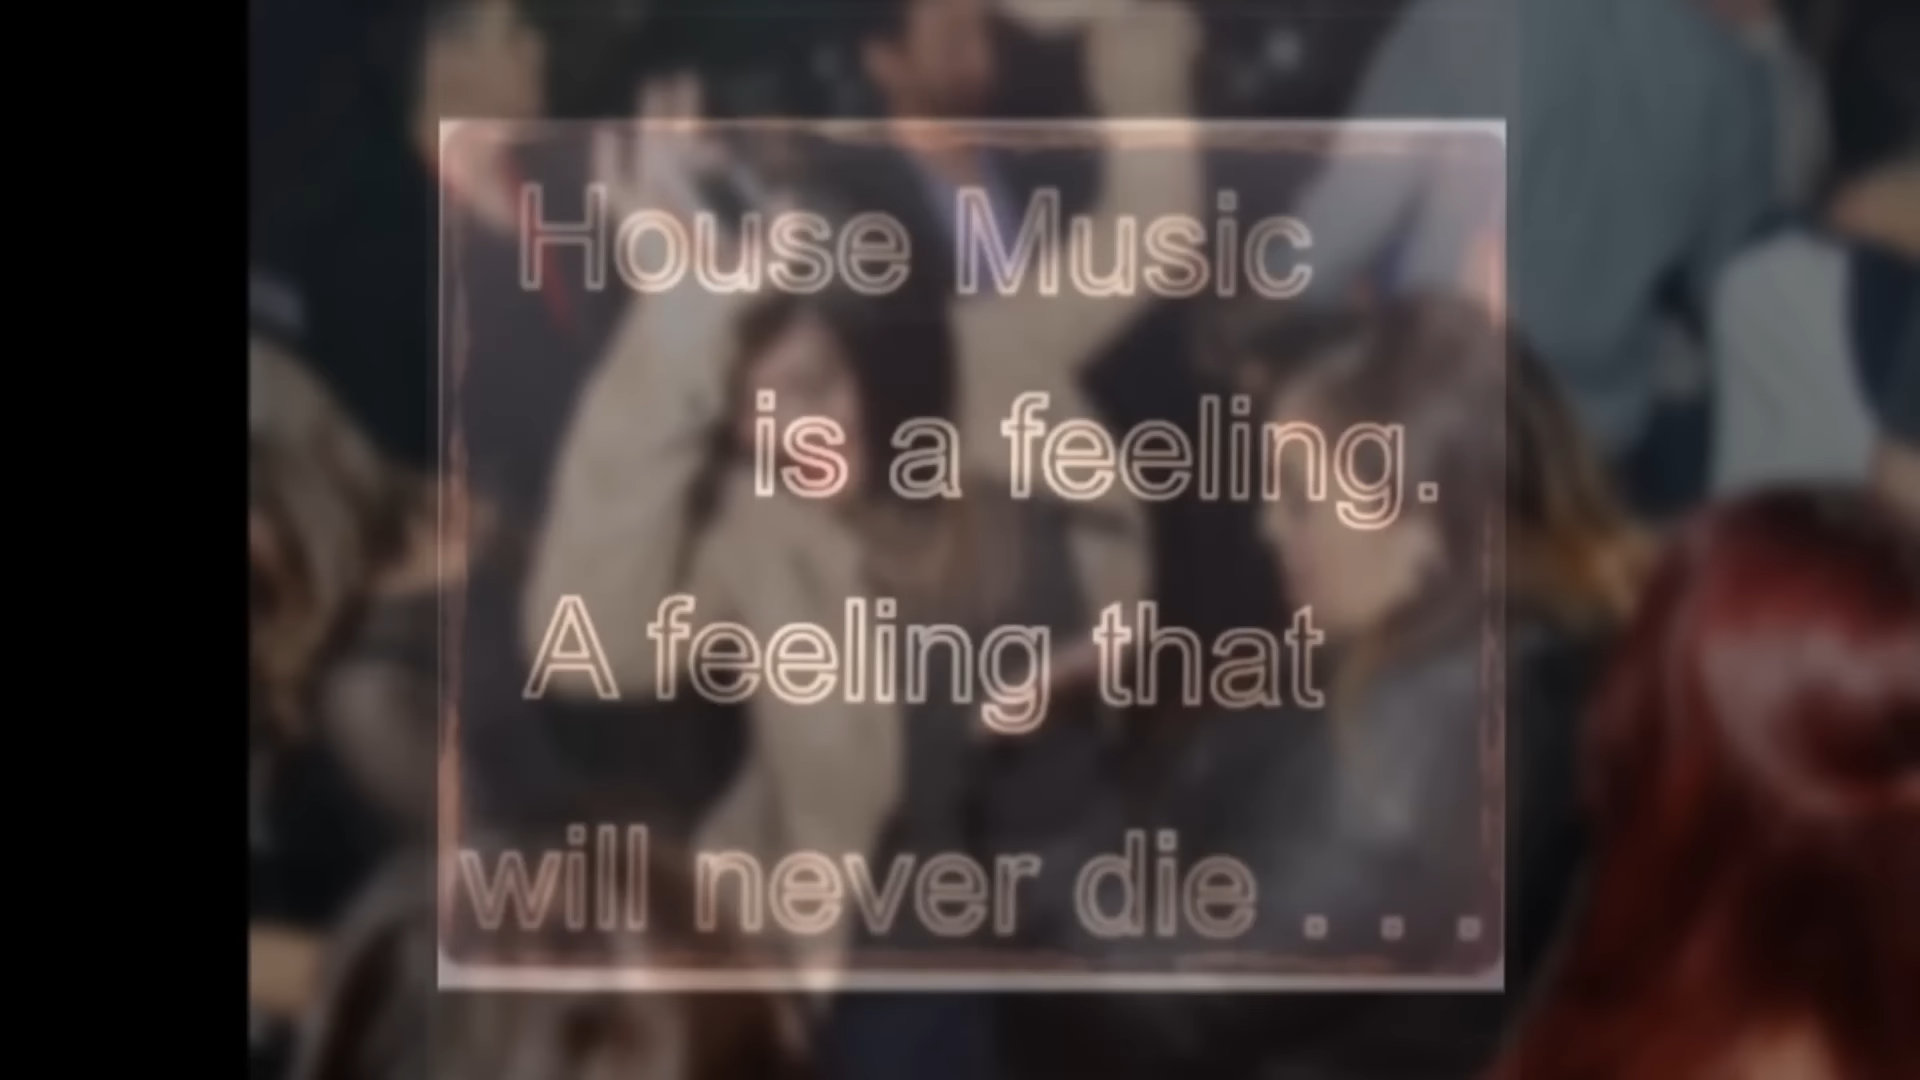 House Music
is a feeling.
A feeling that
will never die . . .